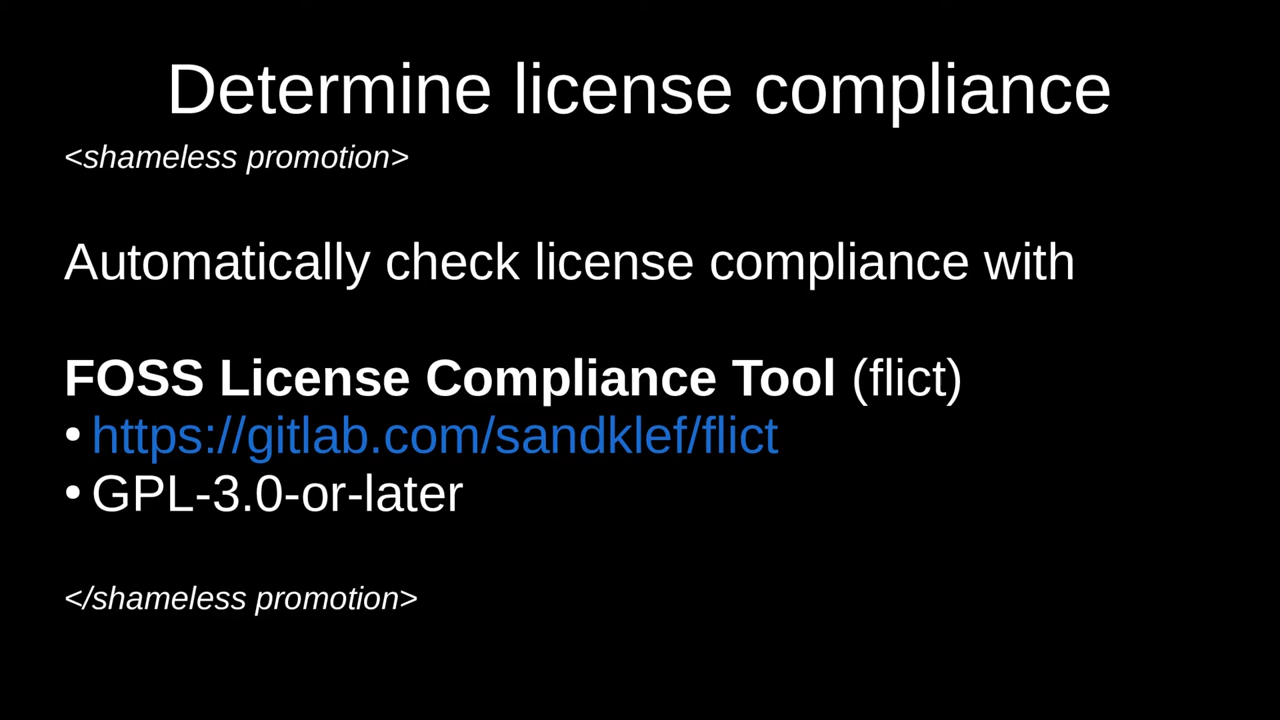 Determine license compliance
<shameless promotion>
Automatically check license compliance with
FOSS License Compliance Tool (flict)
• https://gitlab.com/sandklef/flict
• GPL-3.0-or-later
</shameless promotion>